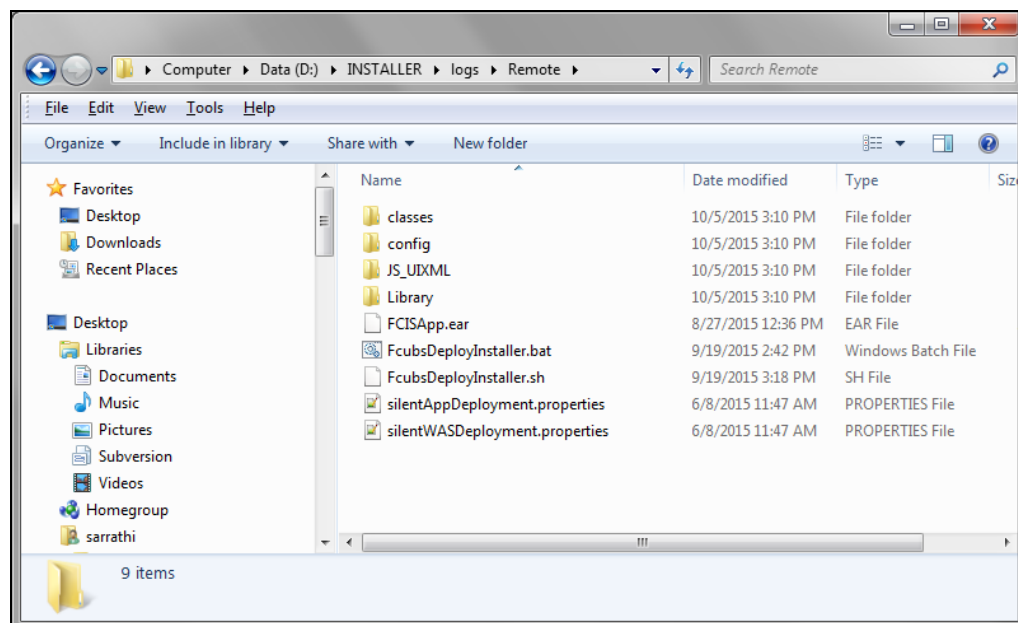 Computer Data (D:) INSTALLER logs Remote Search Remote
File Edit View Tools Help
Organize Include in library Share with New folder
Name Date modified Type
Favorites
Desktop
Downloads
Recent Places
Desktop
Libraries
Documents
Music
Pictures
Subversion
Videos
Homegroup
sarrathi
classes 10/5/2015 3:10 PM File folder
config 10/5/2015 3:10 PM File folder
JS_UIXML 10/5/2015 3:10 PM File folder
Library 10/5/2015 3:10 PM File folder
FCISApp.ear 8/27/2015 12:36 PM EAR File
FcubsDeployInstaller.bat 9/19/2015 2:42 PM Windows Batch File
FcubsDeployInstaller.sh 9/19/2015 3:18 PM SH File
silentAppDeployment.properties 6/8/2015 11:47 AM PROPERTIES File
silentWASDeployment.properties 6/8/2015 11:47 AM PROPERTIES File
9 items